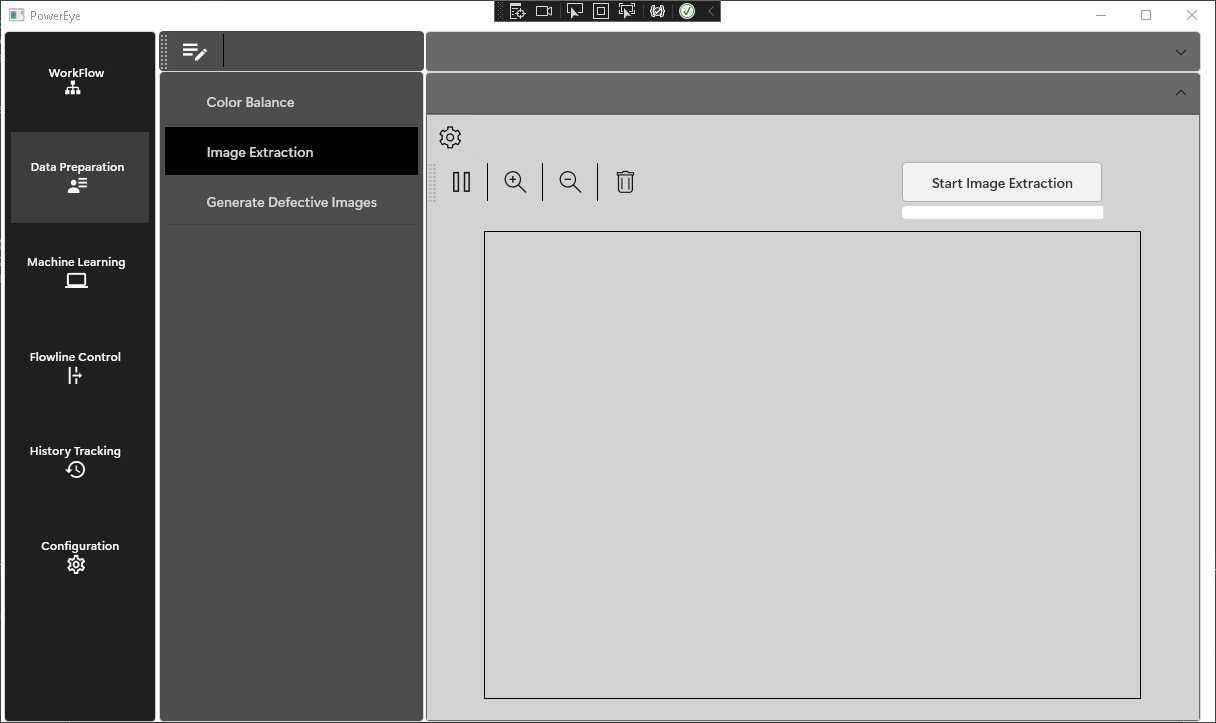 PowerEye
WorkFlow
Data Preparation
Machine Learning
Flowline Control
History Tracking
Configuration
Color Balance
Image Extraction
Generate Defective Images
Start Image Extraction